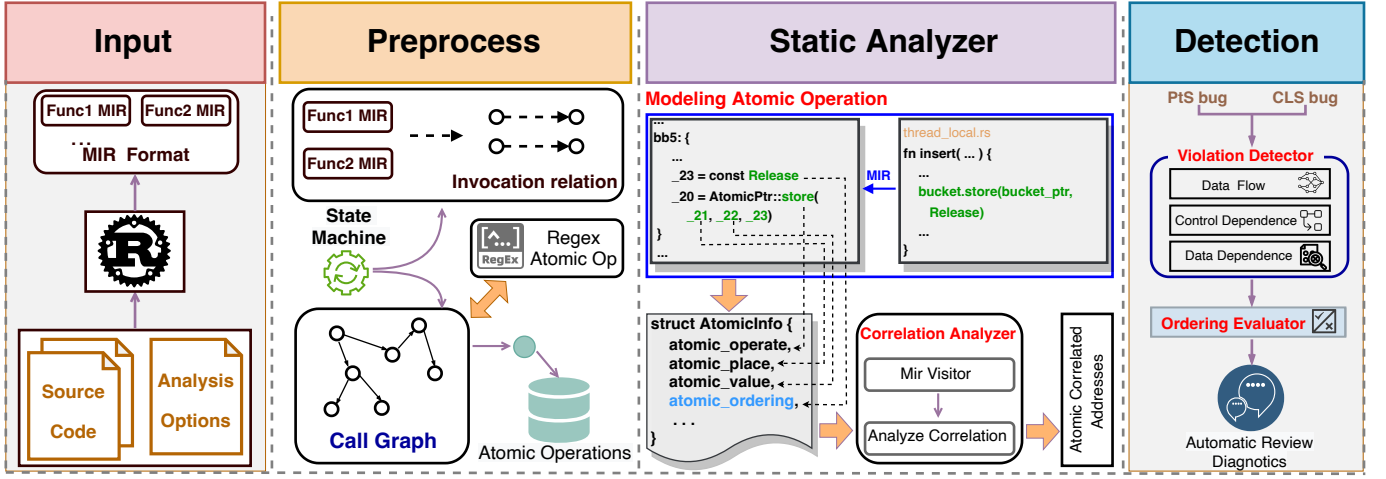 Input
Func1 MIR
Func2 MIR
...
MIR Format
R
Source
Code
Analysis
Options
Preprocess
Func1 MIR
Func2 MIR
Invocation relation
State
Machine
[^...]
RegEx
Regex
Atomic Op
Call Graph
Atomic Operations
Static Analyzer
Modeling Atomic Operation
...
bb5: {
...
_23 = const Release
_20 = AtomicPtr::store(
_21, _22, _23)
}
...
MIR
thread_local.rs
fn insert( ... ) {
...
bucket.store(bucket_ptr,
Release)
...
}
struct AtomicInfo {
atomic_operate,
atomic_place,
atomic_value,
atomic_ordering,
. . .
}
Correlation Analyzer
Mir Visitor
Analyze Correlation
Atomic Correlated
Addresses
Detection
PtS bug
CLS bug
Violation Detector
Data Flow
Control Dependence
Data Dependence
Ordering Evaluator
Automatic Review
Diagnotics